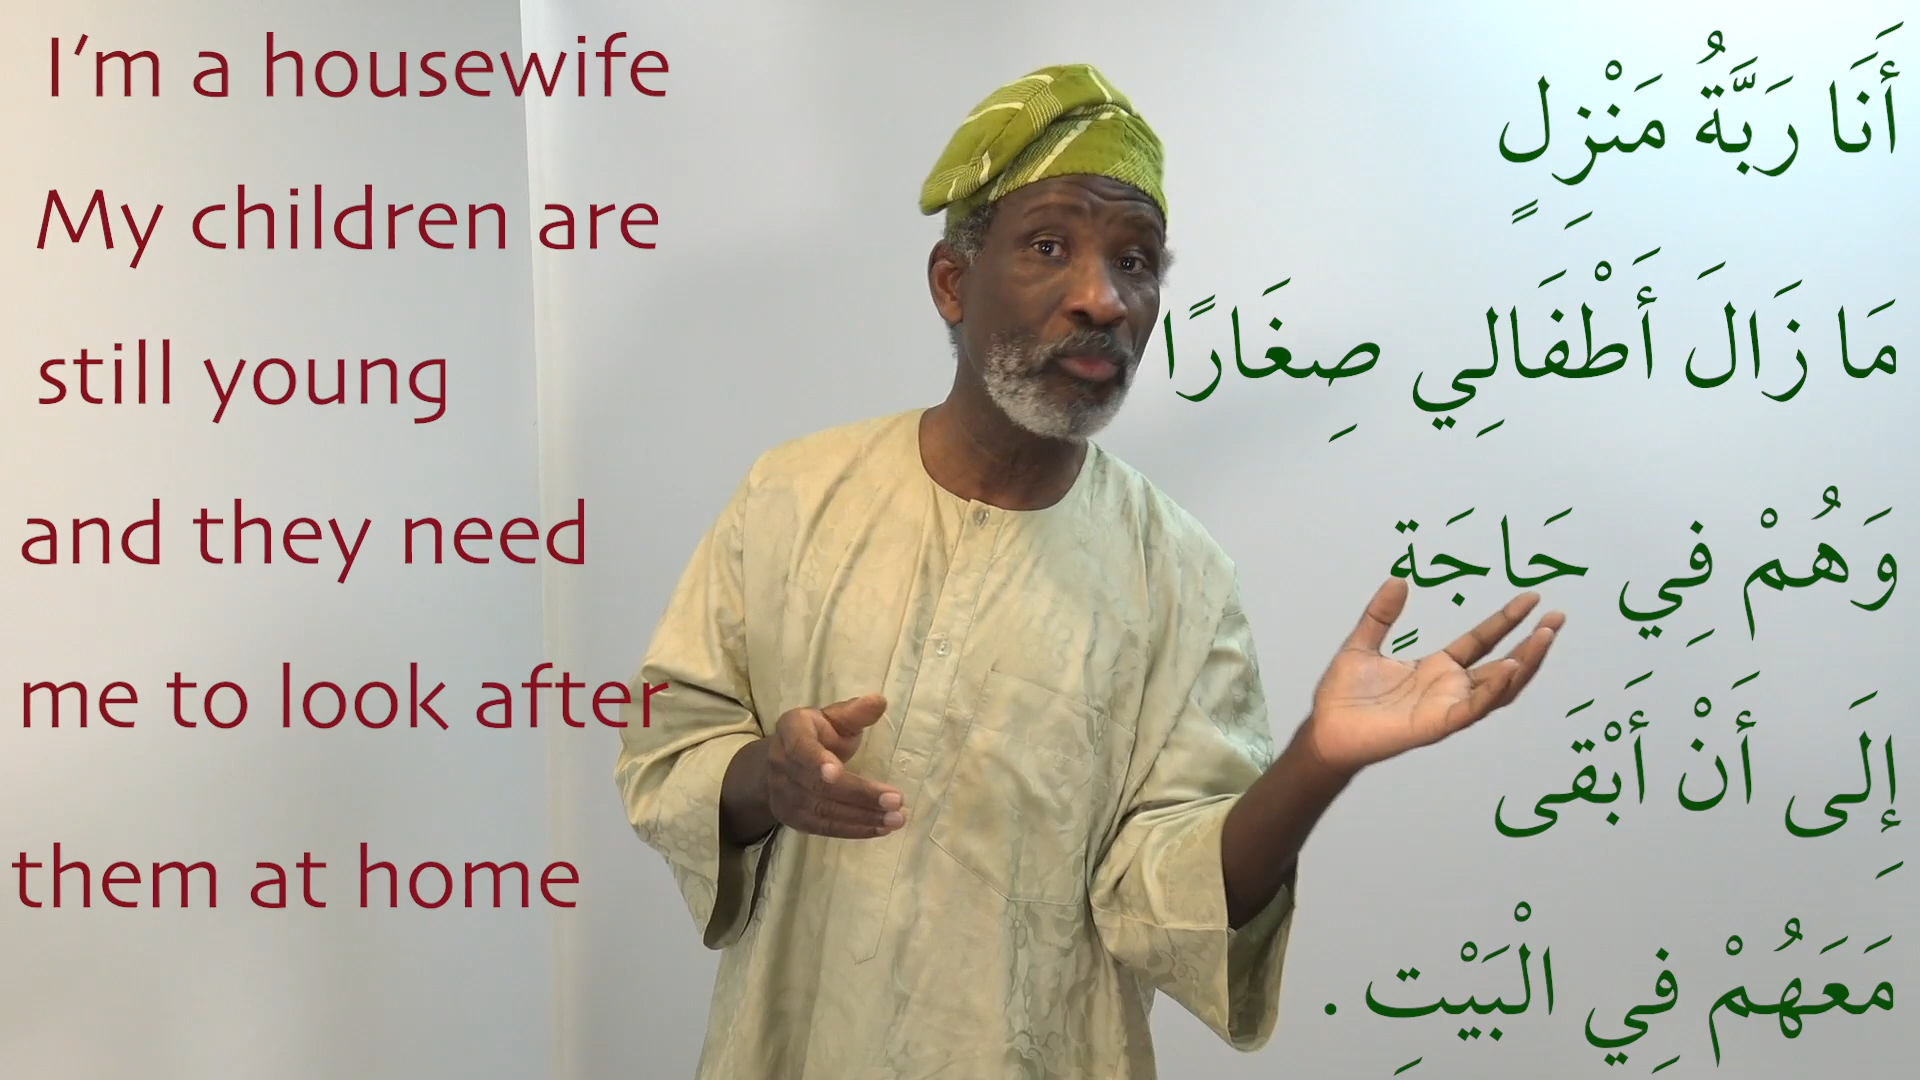 I'm a housewife
My children are
still young
and they need
me to look after
them at home
أَنَا رَبَّةُ مَنْزِلٍ
مَا زَالَ أَطْفَالِي صِغَارًا
وَهُمْ فِي حَاجَةٍ
إِلَى أَنْ أَبْقَى
مَعَهُمْ فِي الْبَيْتِ .